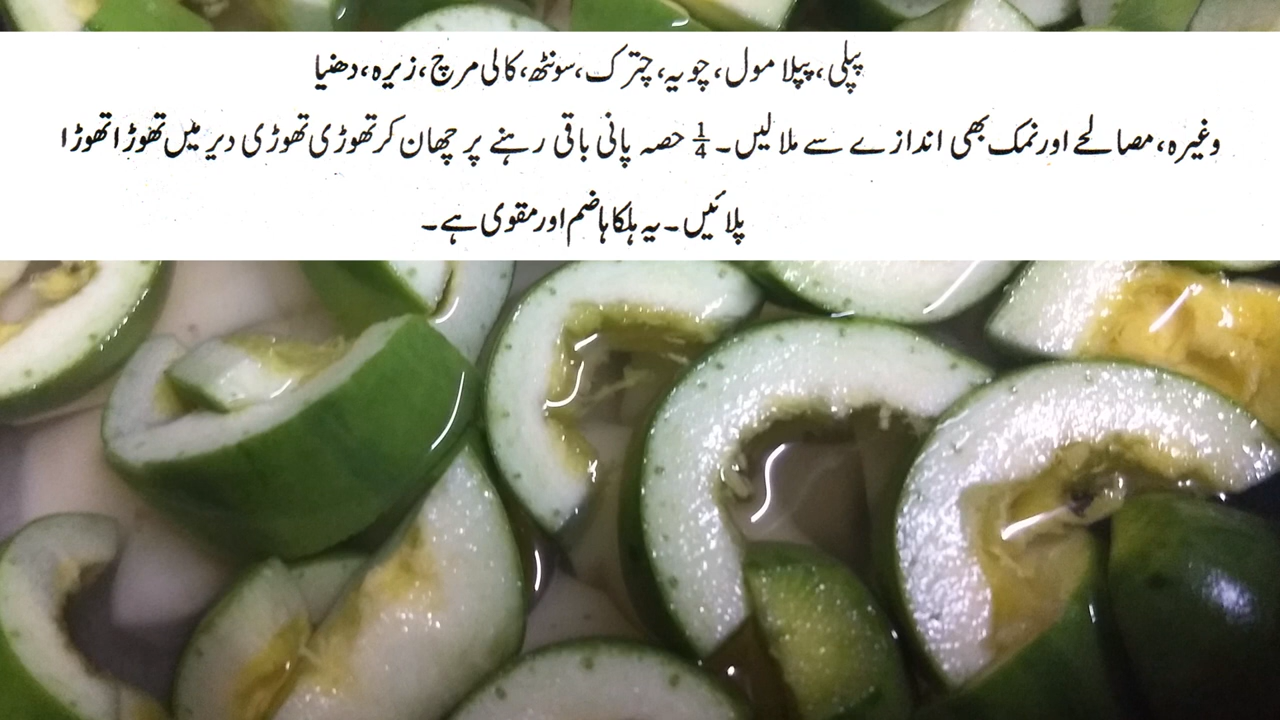 پپلی، پپلا مول، چویہ، چترک، سونٹھ، کالی مرچ، زیرہ، دھنیا
وغیرہ، مصالحے اور نمک بھی اندازے سے ملا لیں۔ 1/4 حصہ پانی باقی رہنے پر چھان کر تھوڑی تھوڑی دیر میں تھوڑا تھوڑا
پلائیں۔ یہ ہلکا ہاضم اور مقوی ہے۔